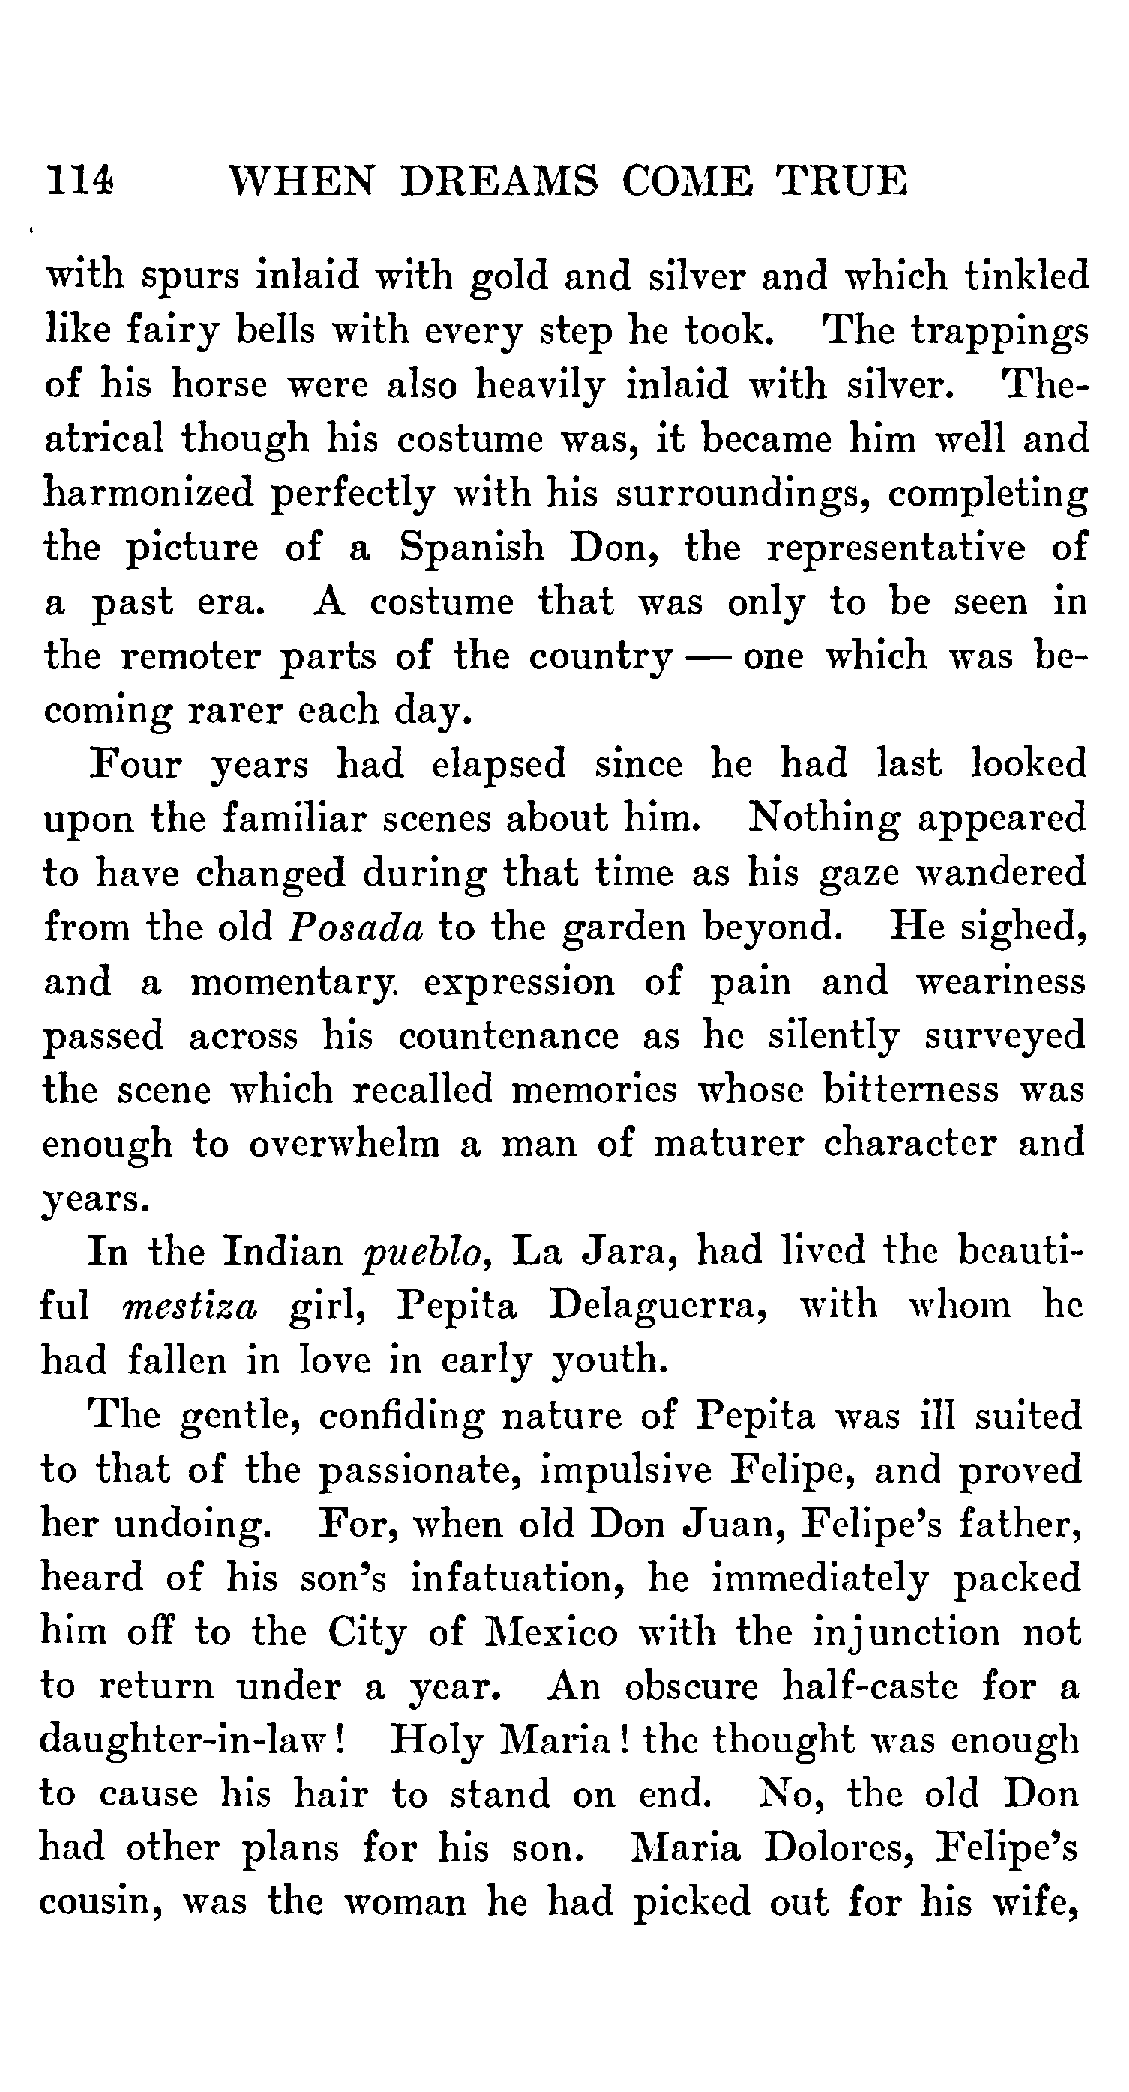 114 WHEN DREAMS COME TRUE
with spurs inlaid with gold and silver and which tinkled
like fairy bells with every step he took. The trappings
of his horse were also heavily inlaid with silver. The-
atrical though his costume was, it became him well and
harmonized perfectly with his surroundings, completing
the picture of a Spanish Don, the representative of
a past era. A costume that was only to be seen in
the remoter parts of the country — one which was be-
coming rarer each day.
Four years had elapsed since he had last looked
upon the familiar scenes about him. Nothing appeared
to have changed during that time as his gaze wandered
from the old Posada to the garden beyond. He sighed,
and a momentary. expression of pain and weariness
passed across his countenance as he silently surveyed
the scene which recalled memories whose bitterness was
enough to overwhelm a man of maturer character and
years.
In the Indian pueblo, La Jara, had lived the beauti-
ful mestiza girl, Pepita Delaguerra, with whom he
had fallen in love in early youth.
The gentle, confiding nature of Pepita was ill suited
to that of the passionate, impulsive Felipe, and proved
her undoing. For, when old Don Juan, Felipe's father,
heard of his son's infatuation, he immediately packed
him off to the City of Mexico with the injunction not
to return under a year. An obscure half-caste for a
daughter-in-law! Holy Maria! the thought was enough
to cause his hair to stand on end. No, the old Don
had other plans for his son. Maria Dolores, Felipe's
cousin, was the woman he had picked out for his wife,